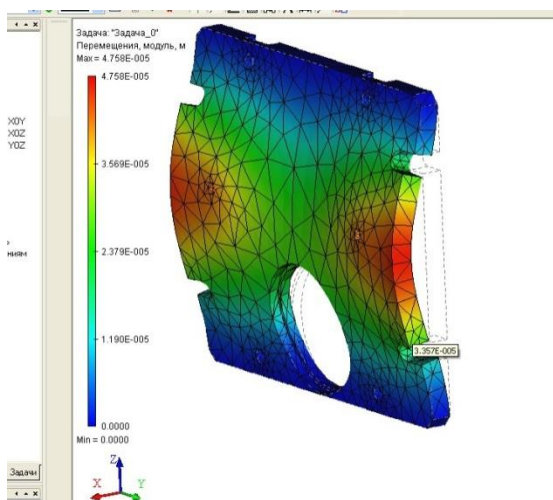 Задача: "Задача_0"
Перемещения, модуль, м
Max = 4.758E-005
4.758E-005
3.569E-005
2.379E-005
1.190E-005
0.0000
Min = 0.0000
3.357E-005
X0Y
X0Z
Y0Z
ниям
Задачи
Z
X
Y